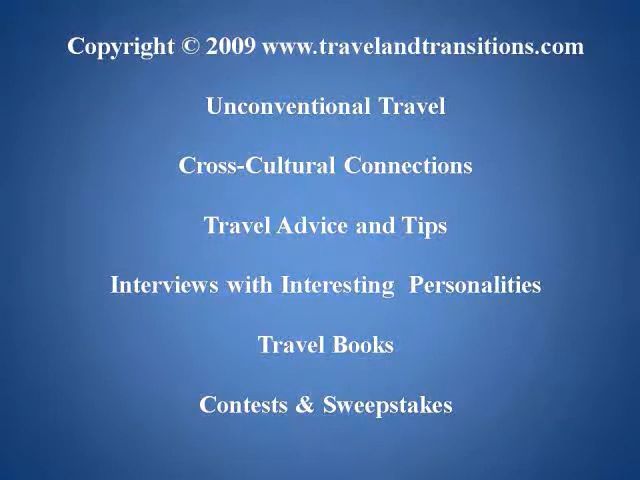 Copyright © 2009 www.travelandtransitions.com
Unconventional Travel
Cross-Cultural Connections
Travel Advice and Tips
Interviews with Interesting  Personalities
Travel Books
Contests & Sweepstakes